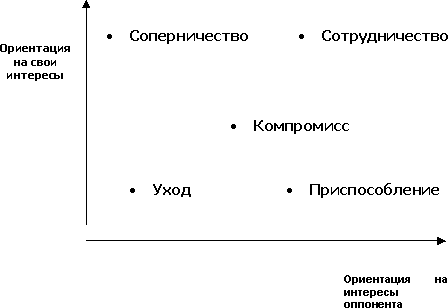 • Соперничество
• Сотрудничество
Ориентация
на свои
интересы
• Компромисс
• Уход
• Приспособление
Ориентация на
интересы
оппонента